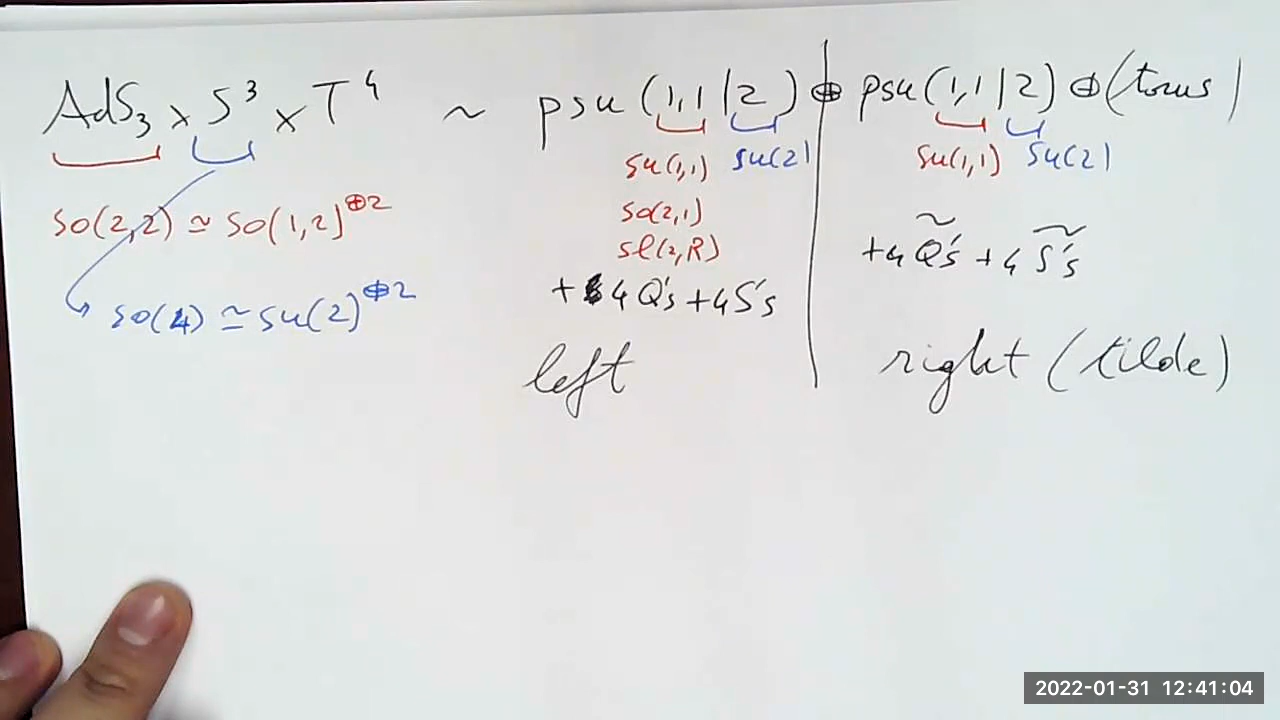 AdS₃ × S³ × T⁴ ~ psu(1,1|2) ⊕ psu(1,1|2) ⊕ (torus)
su(1,1) su(2) su(1,1) su(2)
so(2,2) ≃ so(1,2)^⊕2 so(2,1)
sl(2,R) +4 Q̃'s + 4 S̃'s
so(4) ≃ su(2)^⊕2 + 4 Q's + 4 S's
left right (tilde)
2022-01-31 12:41:04